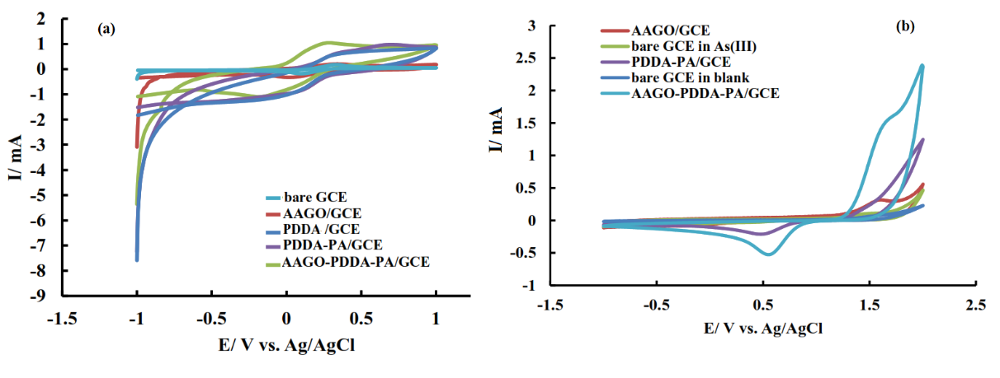 (a)
2
1
0
-1
-2
-3
-4
-5
-6
-7
-8
-9
I/ mA
bare GCE
AAGO/GCE
PDDA /GCE
PDDA-PA/GCE
AAGO-PDDA-PA/GCE
-1.5 -1 -0.5 0 0.5 1
E/ V vs. Ag/AgCl
(b)
3
2.5
2
1.5
1
0.5
0
-0.5
-1
I/ mA
AAGO/GCE
bare GCE in As(III)
PDDA-PA/GCE
bare GCE in blank
AAGO-PDDA-PA/GCE
-1.5 -0.5 0.5 1.5 2.5
E/ V vs. Ag/AgCl